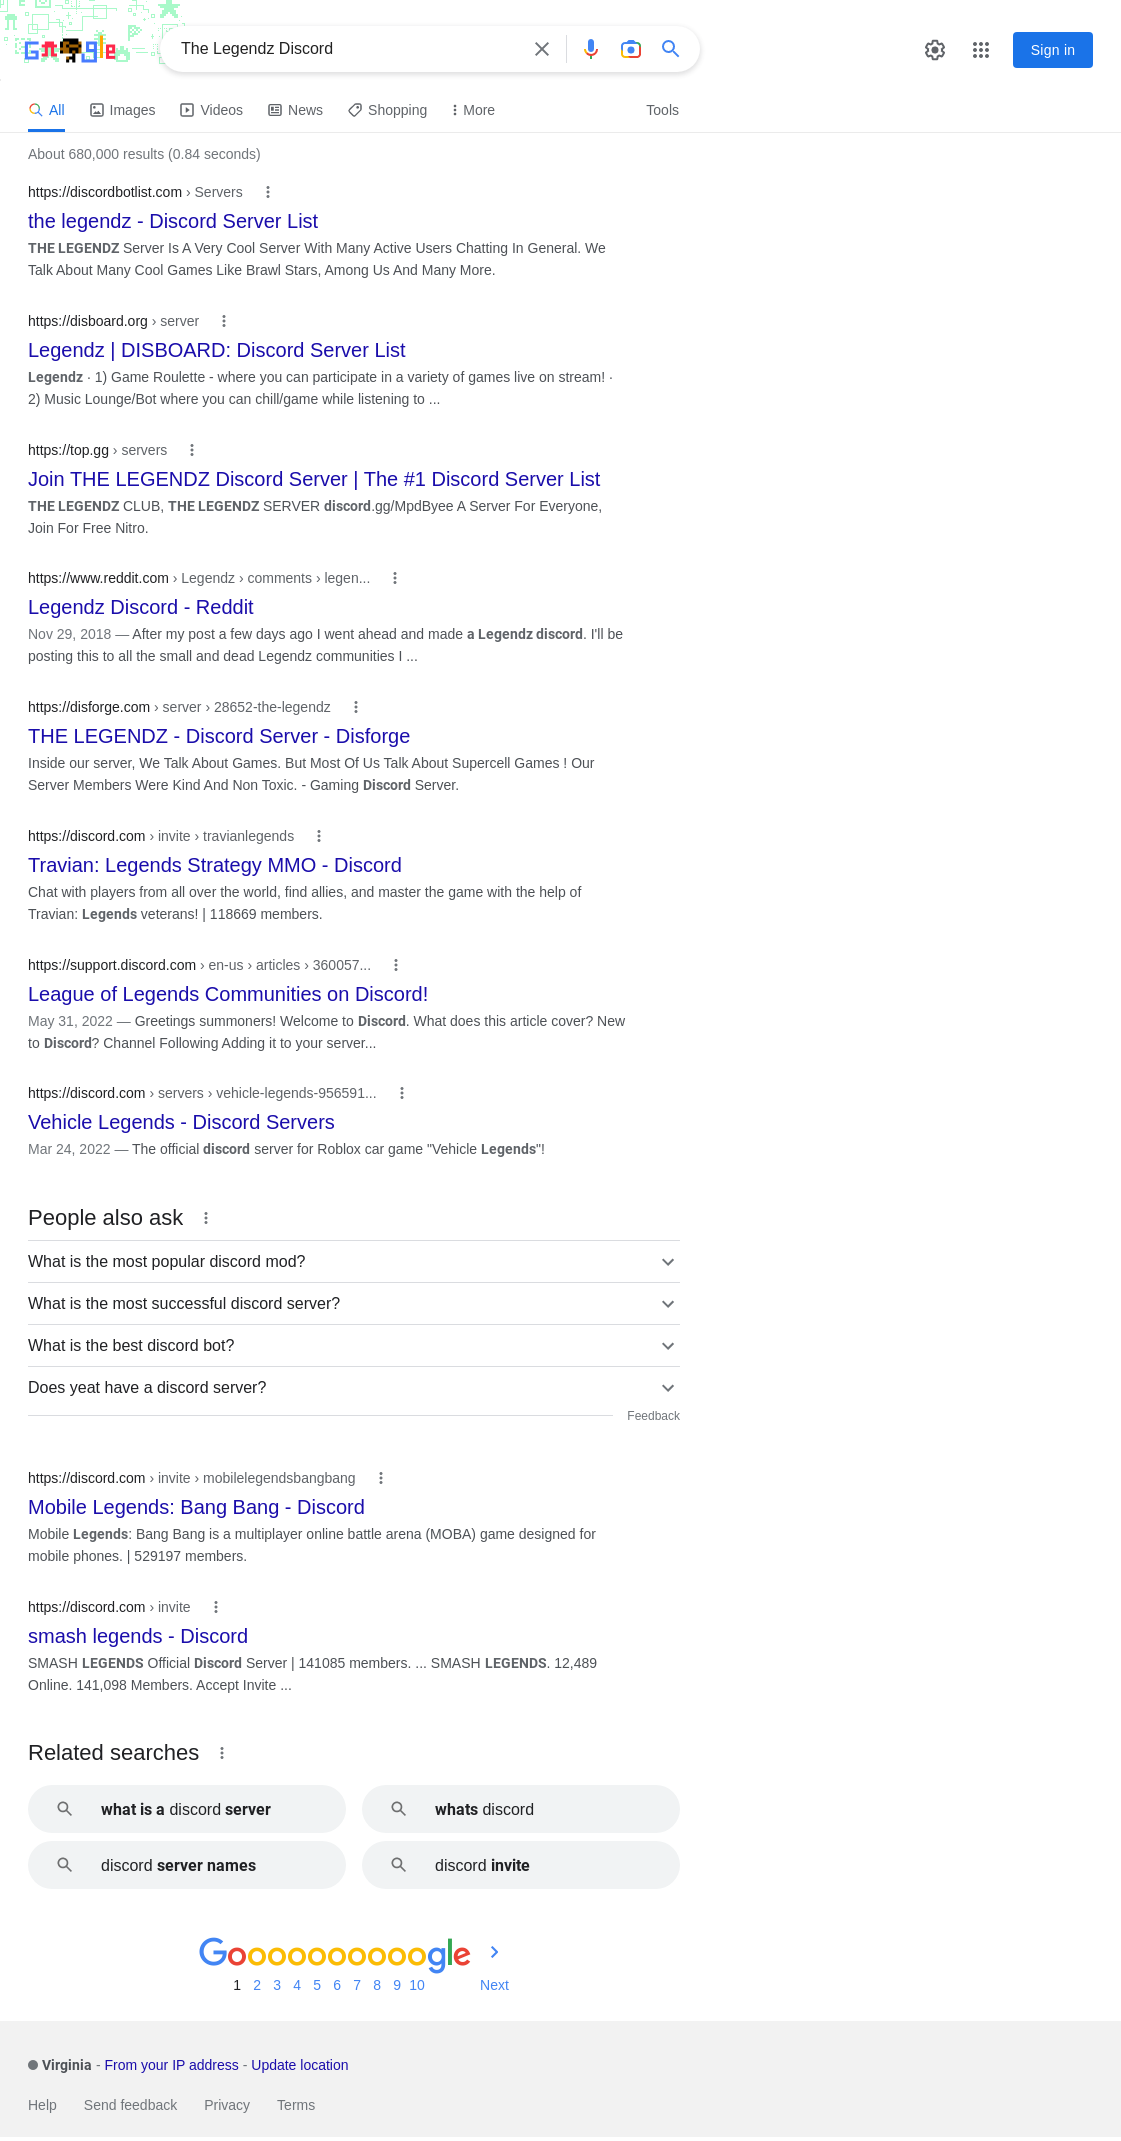 Google
The Legendz Discord
Sign in
All
Images
Videos
News
Shopping
More
Tools
About 680,000 results (0.84 seconds)
https://discordbotlist.com › Servers
the legendz - Discord Server List
THE LEGENDZ Server Is A Very Cool Server With Many Active Users Chatting In General. We
Talk About Many Cool Games Like Brawl Stars, Among Us And Many More.
https://disboard.org › server
Legendz | DISBOARD: Discord Server List
Legendz · 1) Game Roulette - where you can participate in a variety of games live on stream! ·
2) Music Lounge/Bot where you can chill/game while listening to ...
https://top.gg › servers
Join THE LEGENDZ Discord Server | The #1 Discord Server List
THE LEGENDZ CLUB, THE LEGENDZ SERVER discord.gg/MpdByee A Server For Everyone,
Join For Free Nitro.
https://www.reddit.com › Legendz › comments › legen...
Legendz Discord - Reddit
Nov 29, 2018 — After my post a few days ago I went ahead and made a Legendz discord. I'll be
posting this to all the small and dead Legendz communities I ...
https://disforge.com › server › 28652-the-legendz
THE LEGENDZ - Discord Server - Disforge
Inside our server, We Talk About Games. But Most Of Us Talk About Supercell Games ! Our
Server Members Were Kind And Non Toxic. - Gaming Discord Server.
https://discord.com › invite › travianlegends
Travian: Legends Strategy MMO - Discord
Chat with players from all over the world, find allies, and master the game with the help of
Travian: Legends veterans! | 118669 members.
https://support.discord.com › en-us › articles › 360057...
League of Legends Communities on Discord!
May 31, 2022 — Greetings summoners! Welcome to Discord. What does this article cover? New
to Discord? Channel Following Adding it to your server...
https://discord.com › servers › vehicle-legends-956591...
Vehicle Legends - Discord Servers
Mar 24, 2022 — The official discord server for Roblox car game "Vehicle Legends"!
People also ask
What is the most popular discord mod?
What is the most successful discord server?
What is the best discord bot?
Does yeat have a discord server?
Feedback
https://discord.com › invite › mobilelegendsbangbang
Mobile Legends: Bang Bang - Discord
Mobile Legends: Bang Bang is a multiplayer online battle arena (MOBA) game designed for
mobile phones. | 529197 members.
https://discord.com › invite
smash legends - Discord
SMASH LEGENDS Official Discord Server | 141085 members. ... SMASH LEGENDS. 12,489
Online. 141,098 Members. Accept Invite ...
Related searches
what is a discord server
whats discord
discord server names
discord invite
Goooooooooogle
1 2 3 4 5 6 7 8 9 10 Next
Virginia - From your IP address - Update location
Help Send feedback Privacy Terms